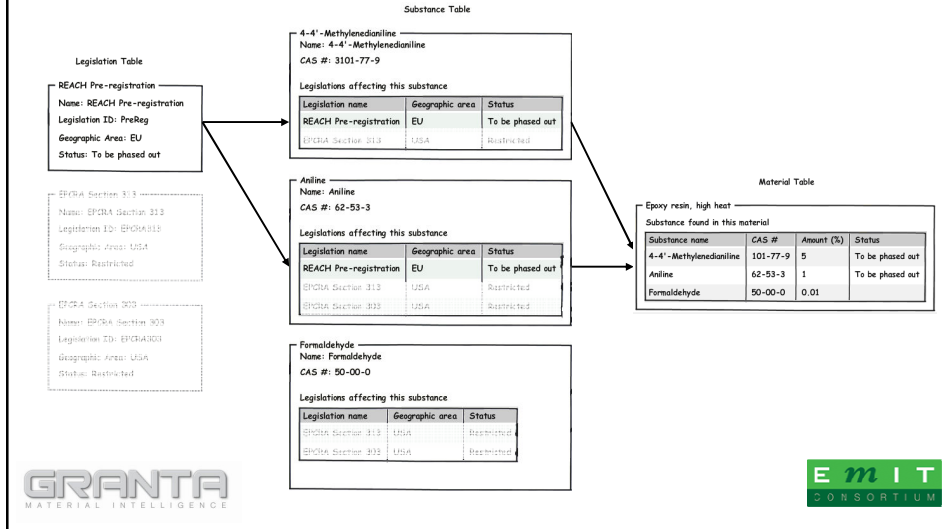 Substance Table
Legislation Table
REACH Pre-registration
Name: REACH Pre-registration
Legislation ID: PreReg
Geographic Area: EU
Status: To be phased out
EPCRA Section 313
Name: EPCRA Section 313
Legislation ID: EPCRA313
Geographic Area: USA
Status: Restricted
EPCRA Section 303
Name: EPCRA Section 303
Legislation ID: EPCRA303
Geographic Area: USA
Status: Restricted
4-4'-Methylenedianiline
Name: 4-4'-Methylenedianiline
CAS #: 3101-77-9
Legislations affecting this substance
Legislation name Geographic area Status
REACH Pre-registration EU To be phased out
EPCRA Section 313 USA Restricted
Aniline
Name: Aniline
CAS #: 62-53-3
Legislations affecting this substance
Legislation name Geographic area Status
REACH Pre-registration EU To be phased out
EPCRA Section 313 USA Restricted
EPCRA Section 303 USA Restricted
Formaldehyde
Name: Formaldehyde
CAS #: 50-00-0
Legislations affecting this substance
Legislation name Geographic area Status
EPCRA Section 313 USA Restricted
EPCRA Section 303 USA Restricted
Material Table
Epoxy resin, high heat
Substance found in this material
Substance name CAS # Amount (%) Status
4-4'-Methylenedianiline 101-77-9 5 To be phased out
Aniline 62-53-3 1 To be phased out
Formaldehyde 50-00-0 0.01
GRANTA
MATERIAL INTELLIGENCE
EmIT
CONSORTIUM